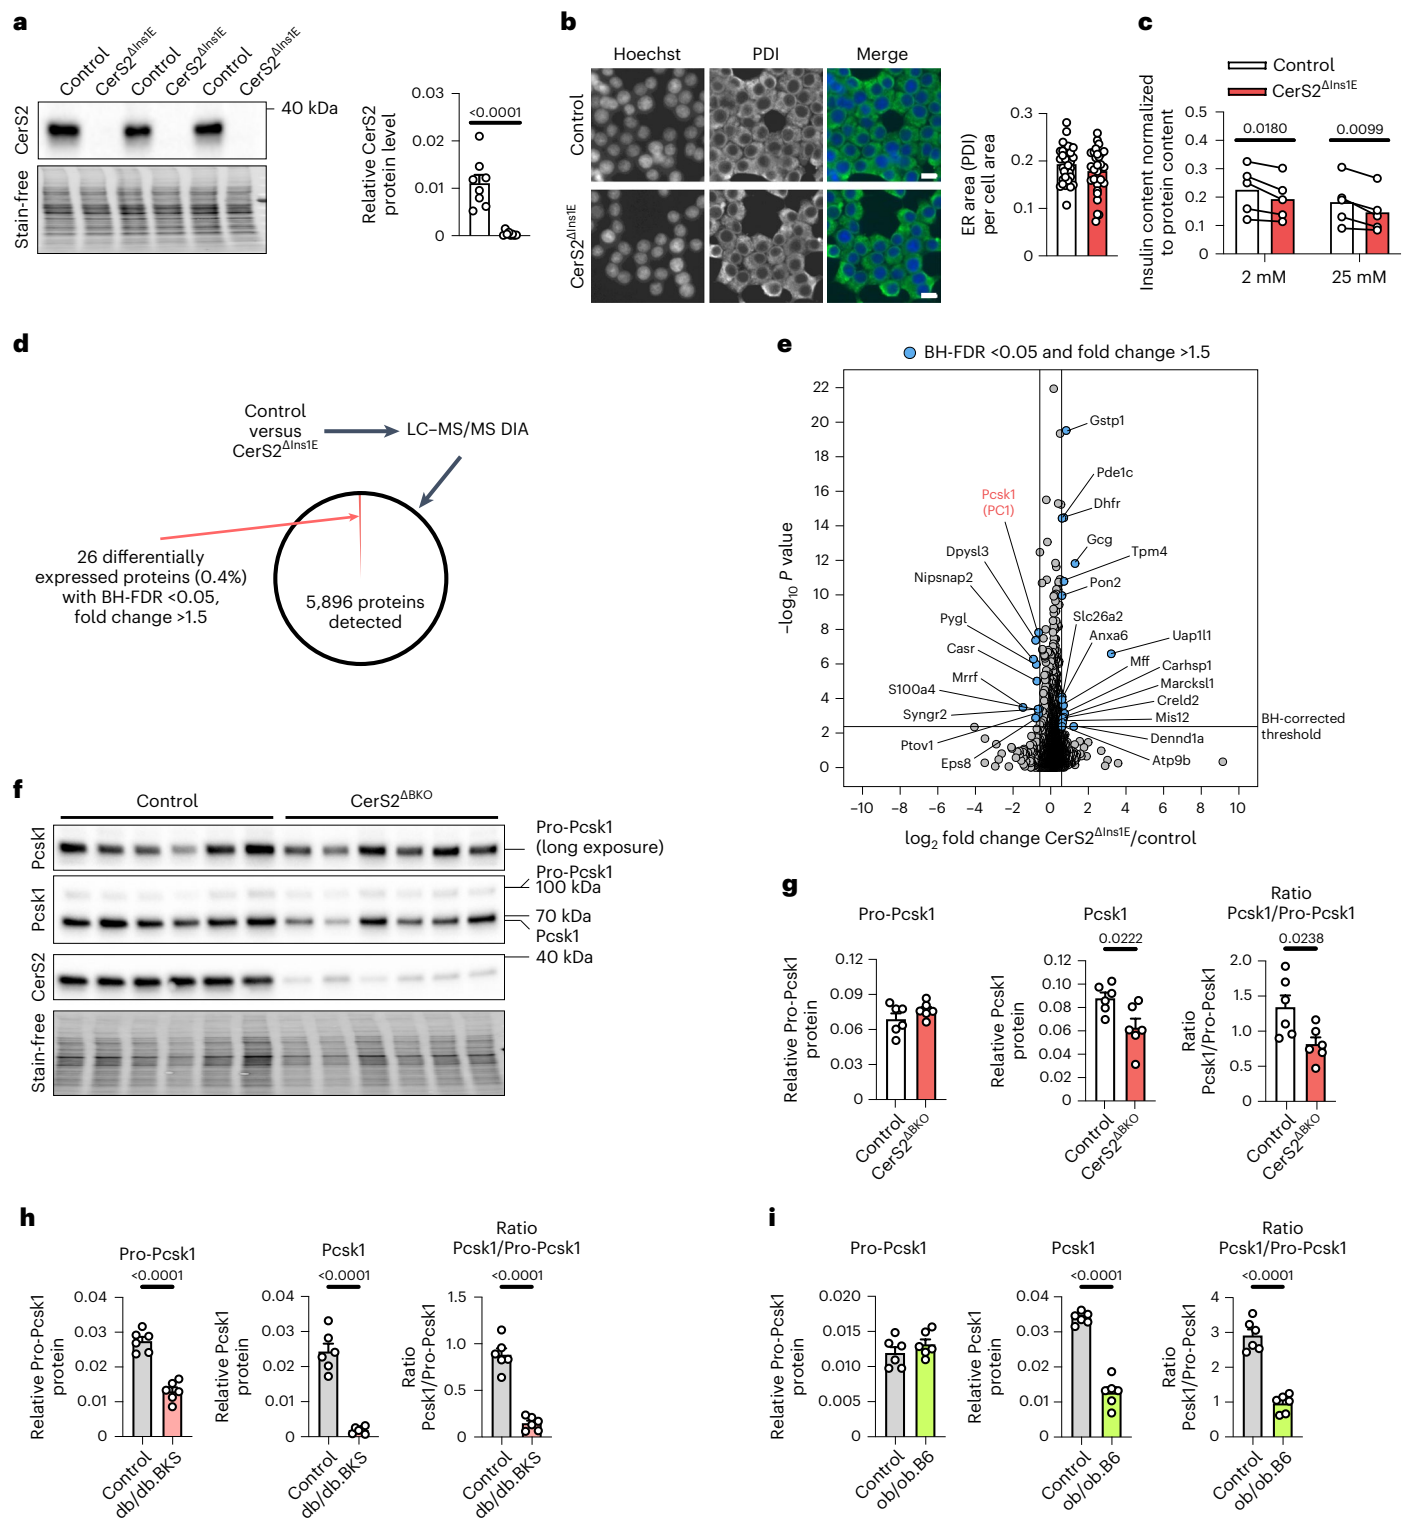 a
Control
CerS2ΔIns1E
Control
CerS2ΔIns1E
Control
CerS2ΔIns1E
CerS2
40 kDa
Stain-free
Relative CerS2
protein level
0.03
0.02
0.01
0
<0.0001
b
Hoechst
PDI
Merge
Control
CerS2ΔIns1E
ER area (PDI)
per cell area
0.3
0.2
0.1
0
c
Control
CerS2ΔIns1E
Insulin content normalized
to protein content
0.5
0.4
0.3
0.2
0.1
0
0.0180
0.0099
2 mM
25 mM
d
Control
versus
CerS2ΔIns1E
LC–MS/MS DIA
26 differentially
expressed proteins (0.4%)
with BH-FDR <0.05,
fold change >1.5
5,896 proteins
detected
e
BH-FDR <0.05 and fold change >1.5
–log10 P value
22
20
18
16
14
12
10
8
6
4
2
0
Gstp1
Pde1c
Dhfr
Pcsk1
(PC1)
Gcg
Tpm4
Dpysl3
Nipsnap2
Pon2
Pygl
Slc26a2
Anxa6
Uap1l1
Casr
Mff
Carhsp1
Mrrf
Marcksl1
S100a4
Creld2
Syngr2
Mis12
BH-corrected
threshold
Ptov1
Dennd1a
Eps8
Atp9b
−10
−8
−6
−4
−2
0
2
4
6
8
10
log2 fold change CerS2ΔIns1E/control
f
Control
CerS2ΔBKO
Pcsk1
Pro-Pcsk1
(long exposure)
Pcsk1
Pro-Pcsk1
100 kDa
70 kDa
Pcsk1
CerS2
40 kDa
Stain-free
g
Pro-Pcsk1
Relative Pro-Pcsk1
protein
0.12
0.09
0.06
0.03
0
Control
CerS2ΔBKO
Pcsk1
0.0222
Relative Pcsk1
protein
0.12
0.10
0.08
0.06
0.04
0.02
0
Control
CerS2ΔBKO
Ratio
Pcsk1/Pro-Pcsk1
0.0238
Ratio
Pcsk1/Pro-Pcsk1
2.0
1.5
1.0
0.5
0
Control
CerS2ΔBKO
h
Pro-Pcsk1
<0.0001
Relative Pro-Pcsk1
protein
0.04
0.03
0.02
0.01
0
Control
db/db.BKS
Pcsk1
<0.0001
Relative Pcsk1
protein
0.04
0.03
0.02
0.01
0
Control
db/db.BKS
Ratio
Pcsk1/Pro-Pcsk1
<0.0001
Ratio
Pcsk1/Pro-Pcsk1
1.5
1.0
0.5
0
Control
db/db.BKS
i
Pro-Pcsk1
Relative Pro-Pcsk1
protein
0.020
0.015
0.010
0.005
0
Control
ob/ob.B6
Pcsk1
<0.0001
Relative Pcsk1
protein
0.04
0.03
0.02
0.01
0
Control
ob/ob.B6
Ratio
Pcsk1/Pro-Pcsk1
<0.0001
Ratio
Pcsk1/Pro-Pcsk1
4
3
2
1
0
Control
ob/ob.B6